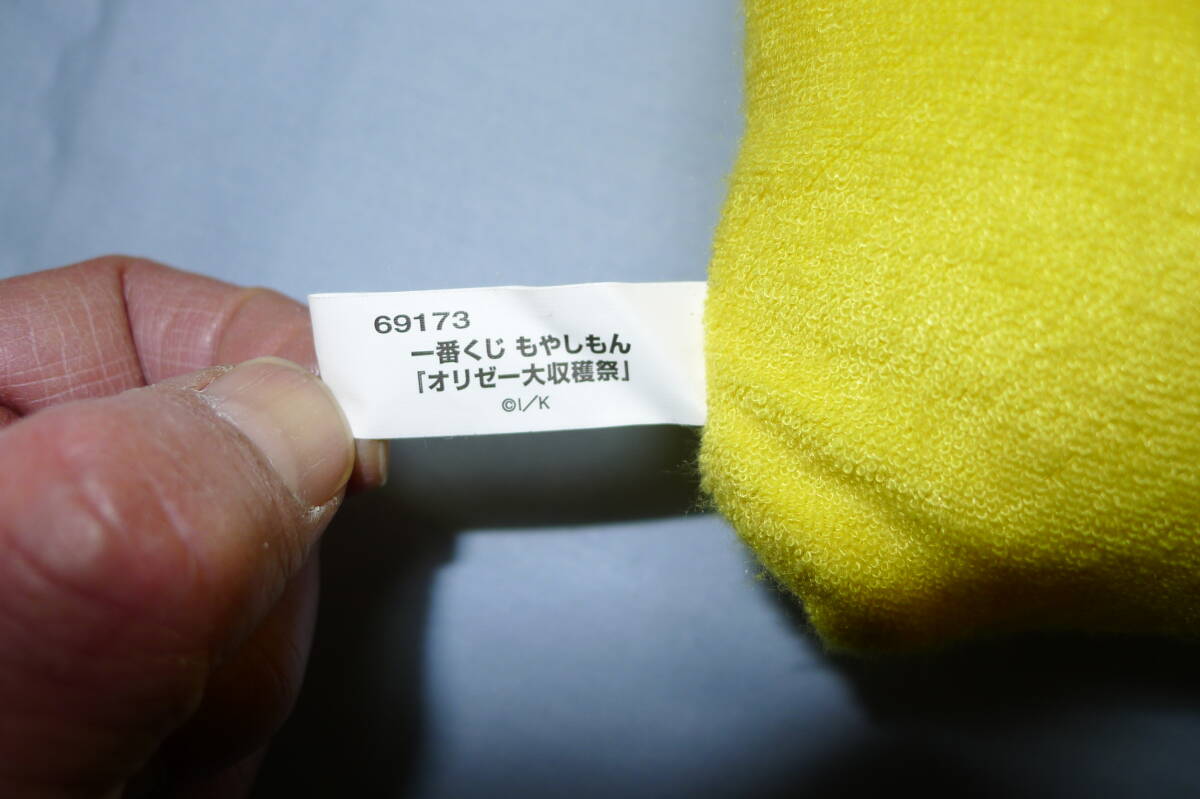 69173
一番くじ もやしもん
「オリゼー大収穫祭」
©I/K